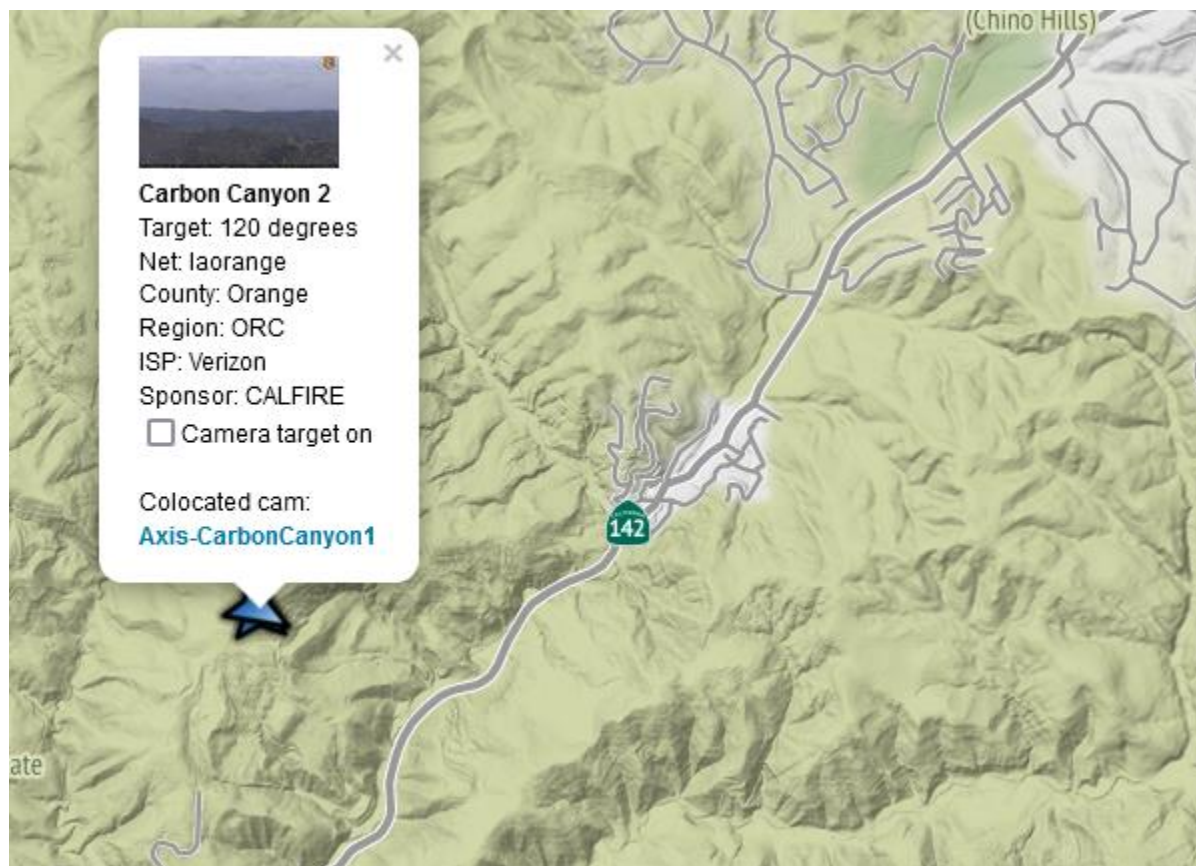 (Chino Hills)
×
Carbon Canyon 2
Target: 120 degrees
Net: laorange
County: Orange
Region: ORC
ISP: Verizon
Sponsor: CALFIRE
Camera target on
Colocated cam:
Axis-CarbonCanyon1
142
ate